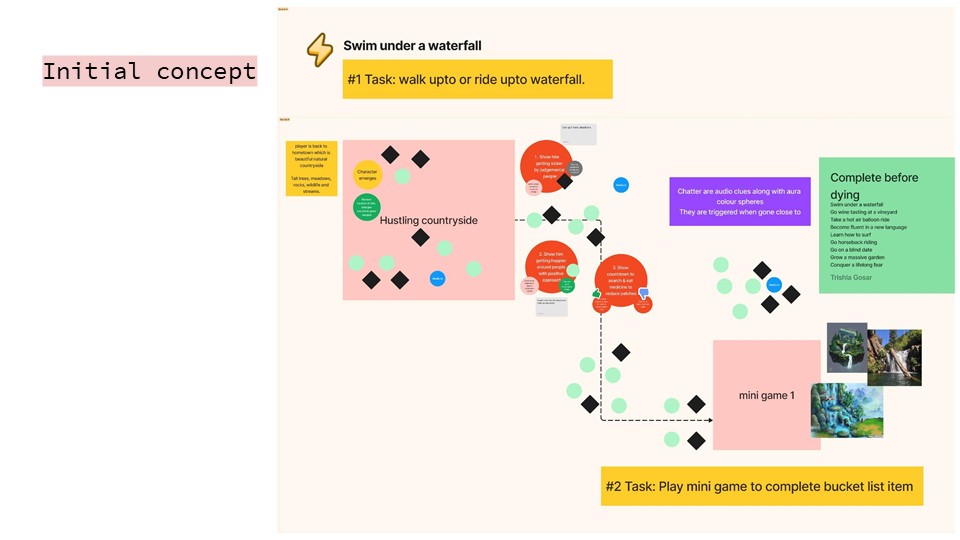 Initial concept
Swim under a waterfall
#1 Task: walk upto or ride upto waterfall.
player is back to
hometown which is
beautiful natural
countryside
Tall trees, meadows,
rocks, wildlife and
streams.
Character
emerges
Hustling countryside
1. Show him
getting sicker
by judgemental
people
2. Show him
getting happier
around people
with positive
approach
3. Show
countdown to
search & eat
medicine to
reduce patches
Chatter are audio clues along with aura
colour spheres
They are triggered when gone close to
Complete before
dying
Swim under a waterfall
Go wine tasting at a vineyard
Take a hot air balloon ride
Become fluent in a new language
Learn how to surf
Go horseback riding
Go on a blind date
Grow a massive garden
Conquer a lifelong fear
Trishla Gosar
mini game 1
#2 Task: Play mini game to complete bucket list item